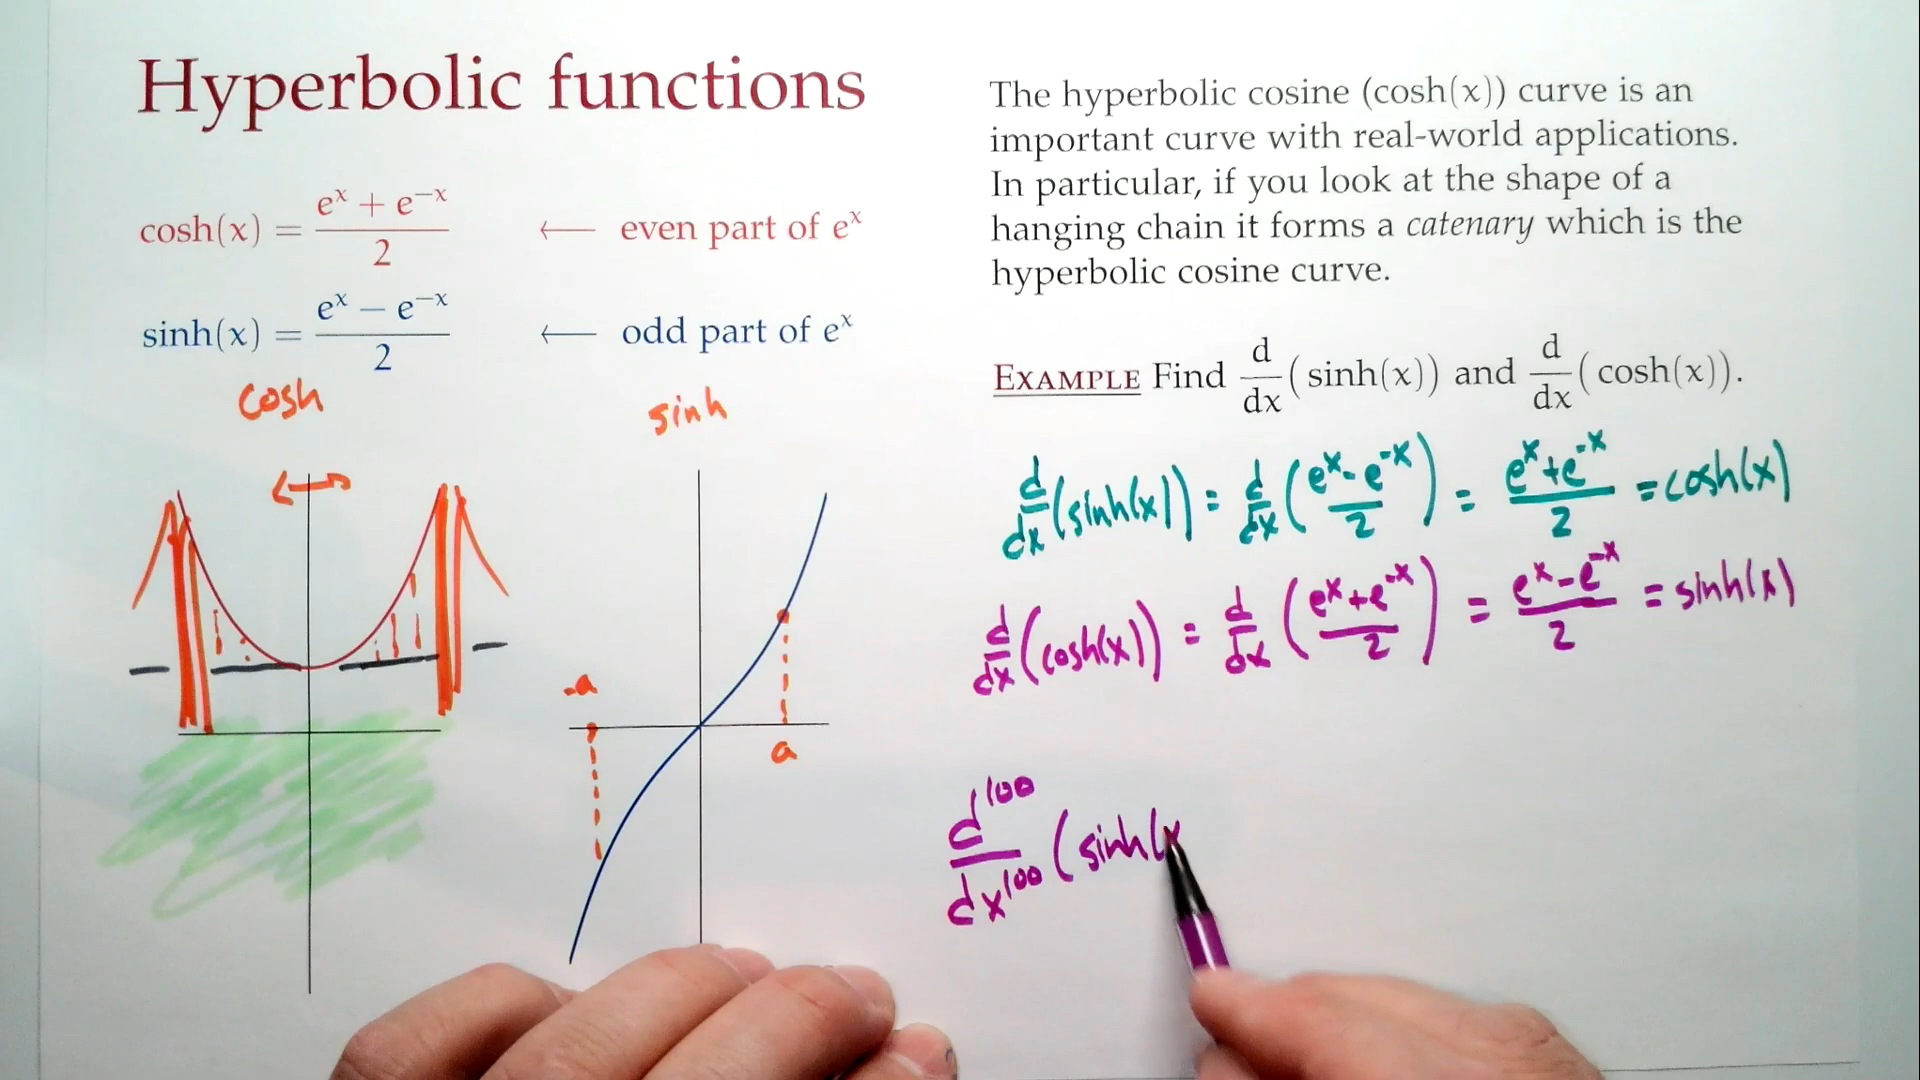 Hyperbolic functions
cosh(x) = (e^x + e^−x)/2 ← even part of e^x
sinh(x) = (e^x − e^−x)/2 ← odd part of e^x
cosh
sinh
-a
a
The hyperbolic cosine (cosh(x)) curve is an
important curve with real-world applications.
In particular, if you look at the shape of a
hanging chain it forms a catenary which is the
hyperbolic cosine curve.
EXAMPLE Find d/dx( sinh(x)) and d/dx( cosh(x)).
d/dx(sinh(x)) = d/dx((e^x - e^-x)/2) = (e^x + e^-x)/2 = cosh(x)
d/dx(cosh(x)) = d/dx((e^x + e^-x)/2) = (e^x - e^-x)/2 = sinh(x)
d^100/dx^100 (sinh(x